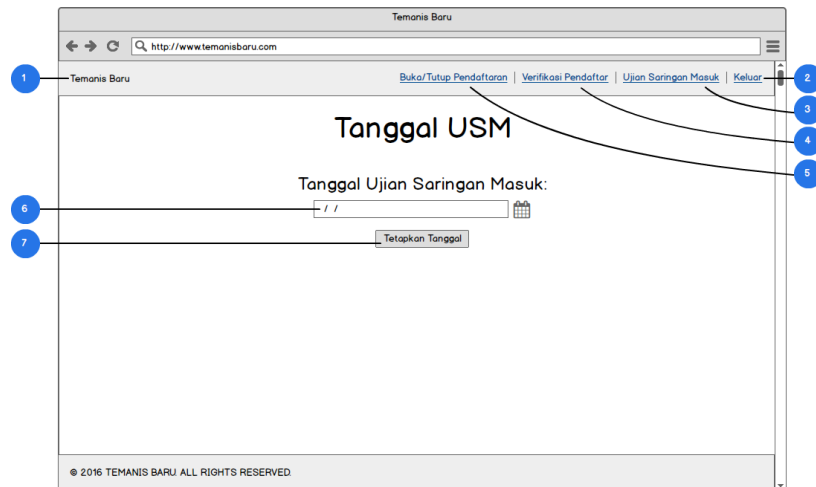 Temanis Baru
http://www.temanisbaru.com
1
Temanis Baru
Buka/Tutup Pendaftaran | Verifikasi Pendaftar | Ujian Saringan Masuk | Keluar
2
3
4
5
Tanggal USM
Tanggal Ujian Saringan Masuk:
6
/ /
7
Tetapkan Tanggal
© 2016 TEMANIS BARU. ALL RIGHTS RESERVED.